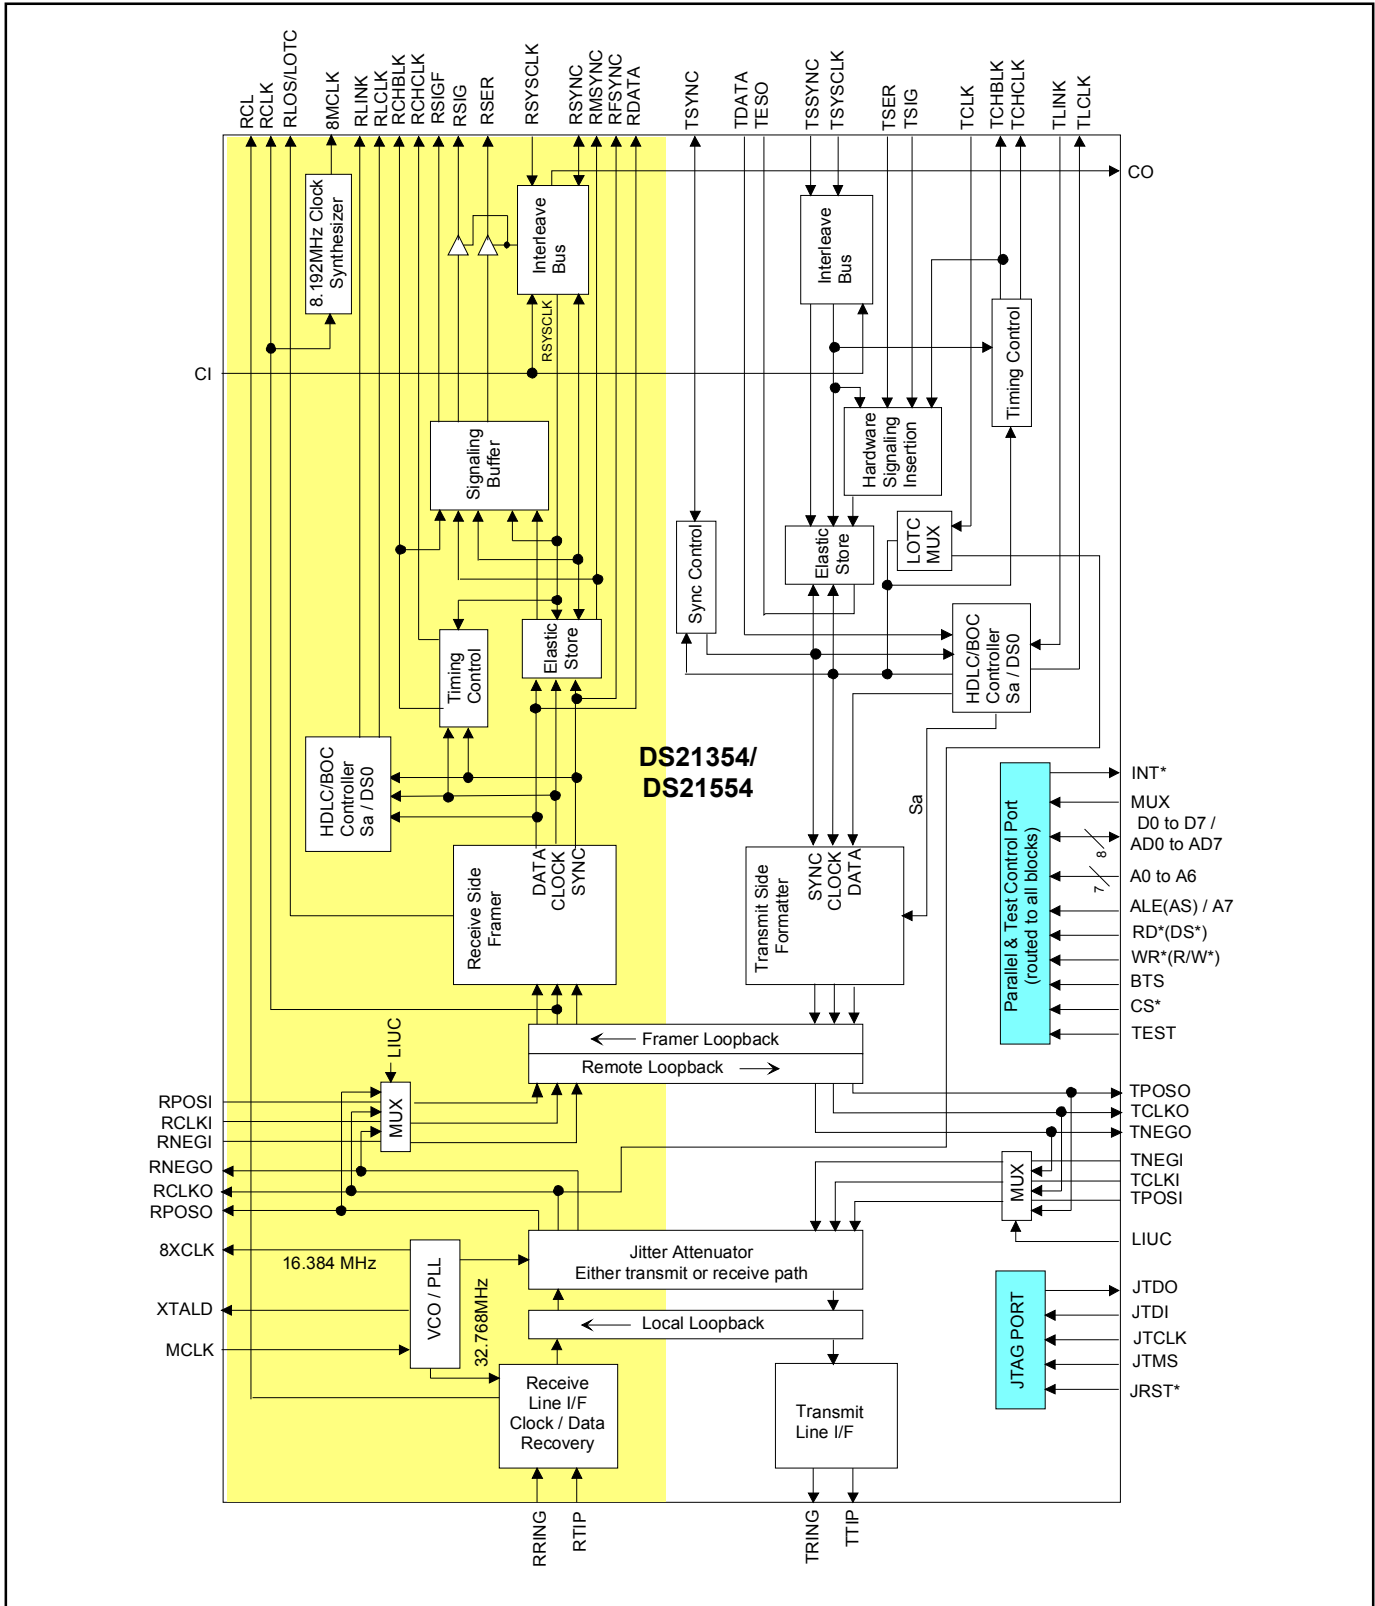 RCL
RCLK
RLOS/LOTC
8MCLK
RLINK
RLCLK
RCHBLK
RCHCLK
RSIGF
RSIG
RSER
RSYSCLK
RSYNC
RMSYNC
RFSYNC
RDATA
TSYNC
TDATA
TESO
TSSYNC
TSYSCLK
TSER
TSIG
TCLK
TCHBLK
TCHCLK
TLINK
TLCLK
CO
8.192MHz Clock
Synthesizer
Interleave
Bus
Interleave
Bus
RSYSCLK
Timing Control
CI
Signaling
Buffer
Hardware
Signaling
Insertion
LOTC
MUX
Sync Control
Elastic
Store
Timing
Control
Elastic
Store
HDLC/BOC
Controller
Sa / DS0
HDLC/BOC
Controller
Sa / DS0
DS21354/
DS21554
Sa
Receive Side
Framer
DATA
CLOCK
SYNC
Transmit Side
Formatter
SYNC
CLOCK
DATA
Parallel & Test Control Port
(routed to all blocks)
INT*
MUX
D0 to D7 /
AD0 to AD7
8
A0 to A6
7
ALE(AS) / A7
RD*(DS*)
WR*(R/W*)
BTS
CS*
TEST
Framer Loopback
Remote Loopback
LIUC
MUX
RPOSI
RCLKI
RNEGI
RNEGO
RCLKO
RPOSO
TPOSO
TCLKO
TNEGO
TNEGI
TCLKI
TPOSI
MUX
LIUC
8XCLK
16.384 MHz
XTALD
MCLK
VCO / PLL
32.768MHz
Jitter Attenuator
Either transmit or receive path
Local Loopback
Receive
Line I/F
Clock / Data
Recovery
Transmit
Line I/F
JTAG PORT
JTDO
JTDI
JTCLK
JTMS
JRST*
RRING
RTIP
TRING
TTIP